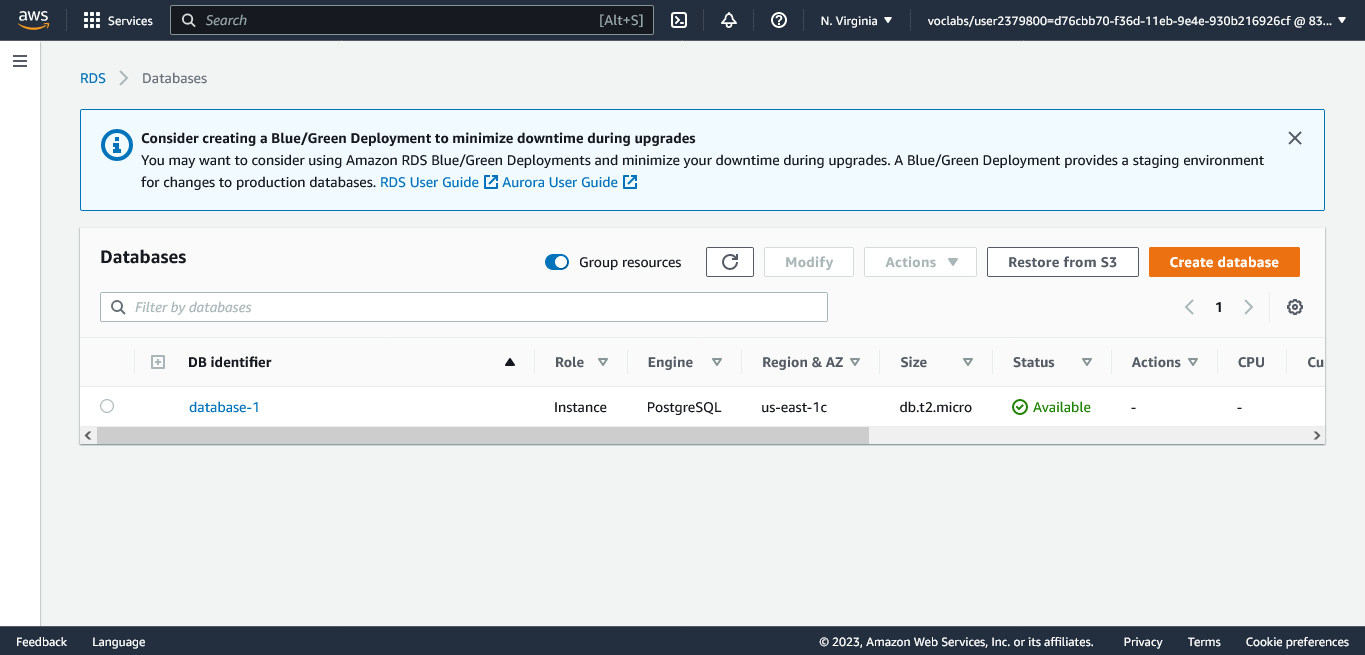 aws
Services
Search
[Alt+S]
N. Virginia
voclabs/user2379800=d76cbb70-f36d-11eb-9e4e-930b216926cf @ 83...
RDS
Databases
Consider creating a Blue/Green Deployment to minimize downtime during upgrades
You may want to consider using Amazon RDS Blue/Green Deployments and minimize your downtime during upgrades. A Blue/Green Deployment provides a staging environment
for changes to production databases. RDS User Guide Aurora User Guide
Databases
Group resources
Modify
Actions
Restore from S3
Create database
Filter by databases
1
DB identifier
Role
Engine
Region & AZ
Size
Status
Actions
CPU
Cu
database-1
Instance
PostgreSQL
us-east-1c
db.t2.micro
Available
-
-
Feedback
Language
© 2023, Amazon Web Services, Inc. or its affiliates.
Privacy
Terms
Cookie preferences